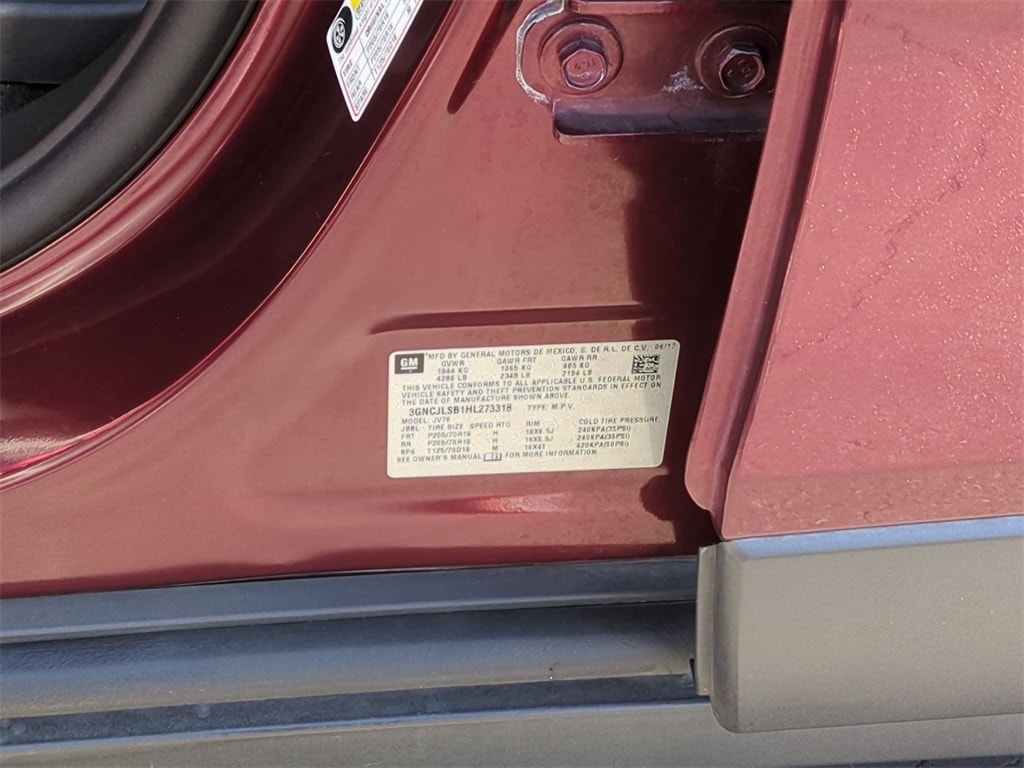 GM
MFD BY GENERAL MOTORS DE MEXICO, S. DE R.L. DE C.V. 06/17
GVWR GAWR FRT GAWR RR
1944 KG 1065 KG 995 KG
4286 LB 2348 LB 2194 LB
THIS VEHICLE CONFORMS TO ALL APPLICABLE U.S. FEDERAL MOTOR
VEHICLE SAFETY AND THEFT PREVENTION STANDARDS IN EFFECT ON
THE DATE OF MANUFACTURE SHOWN ABOVE.
3GNCJLSB1HL273318 TYPE: M.P.V.
MODEL: JV76
TIRE SIZE SPEED RTG RIM COLD TIRE PRESSURE
FRT P205/70R16 H 16X6.5J 240KPA(35PSI)
RR P205/70R16 H 16X6.5J 240KPA(35PSI)
SPA T125/70D16 M 16X4T 420KPA(60PSI)
SEE OWNER'S MANUAL FOR MORE INFORMATION.